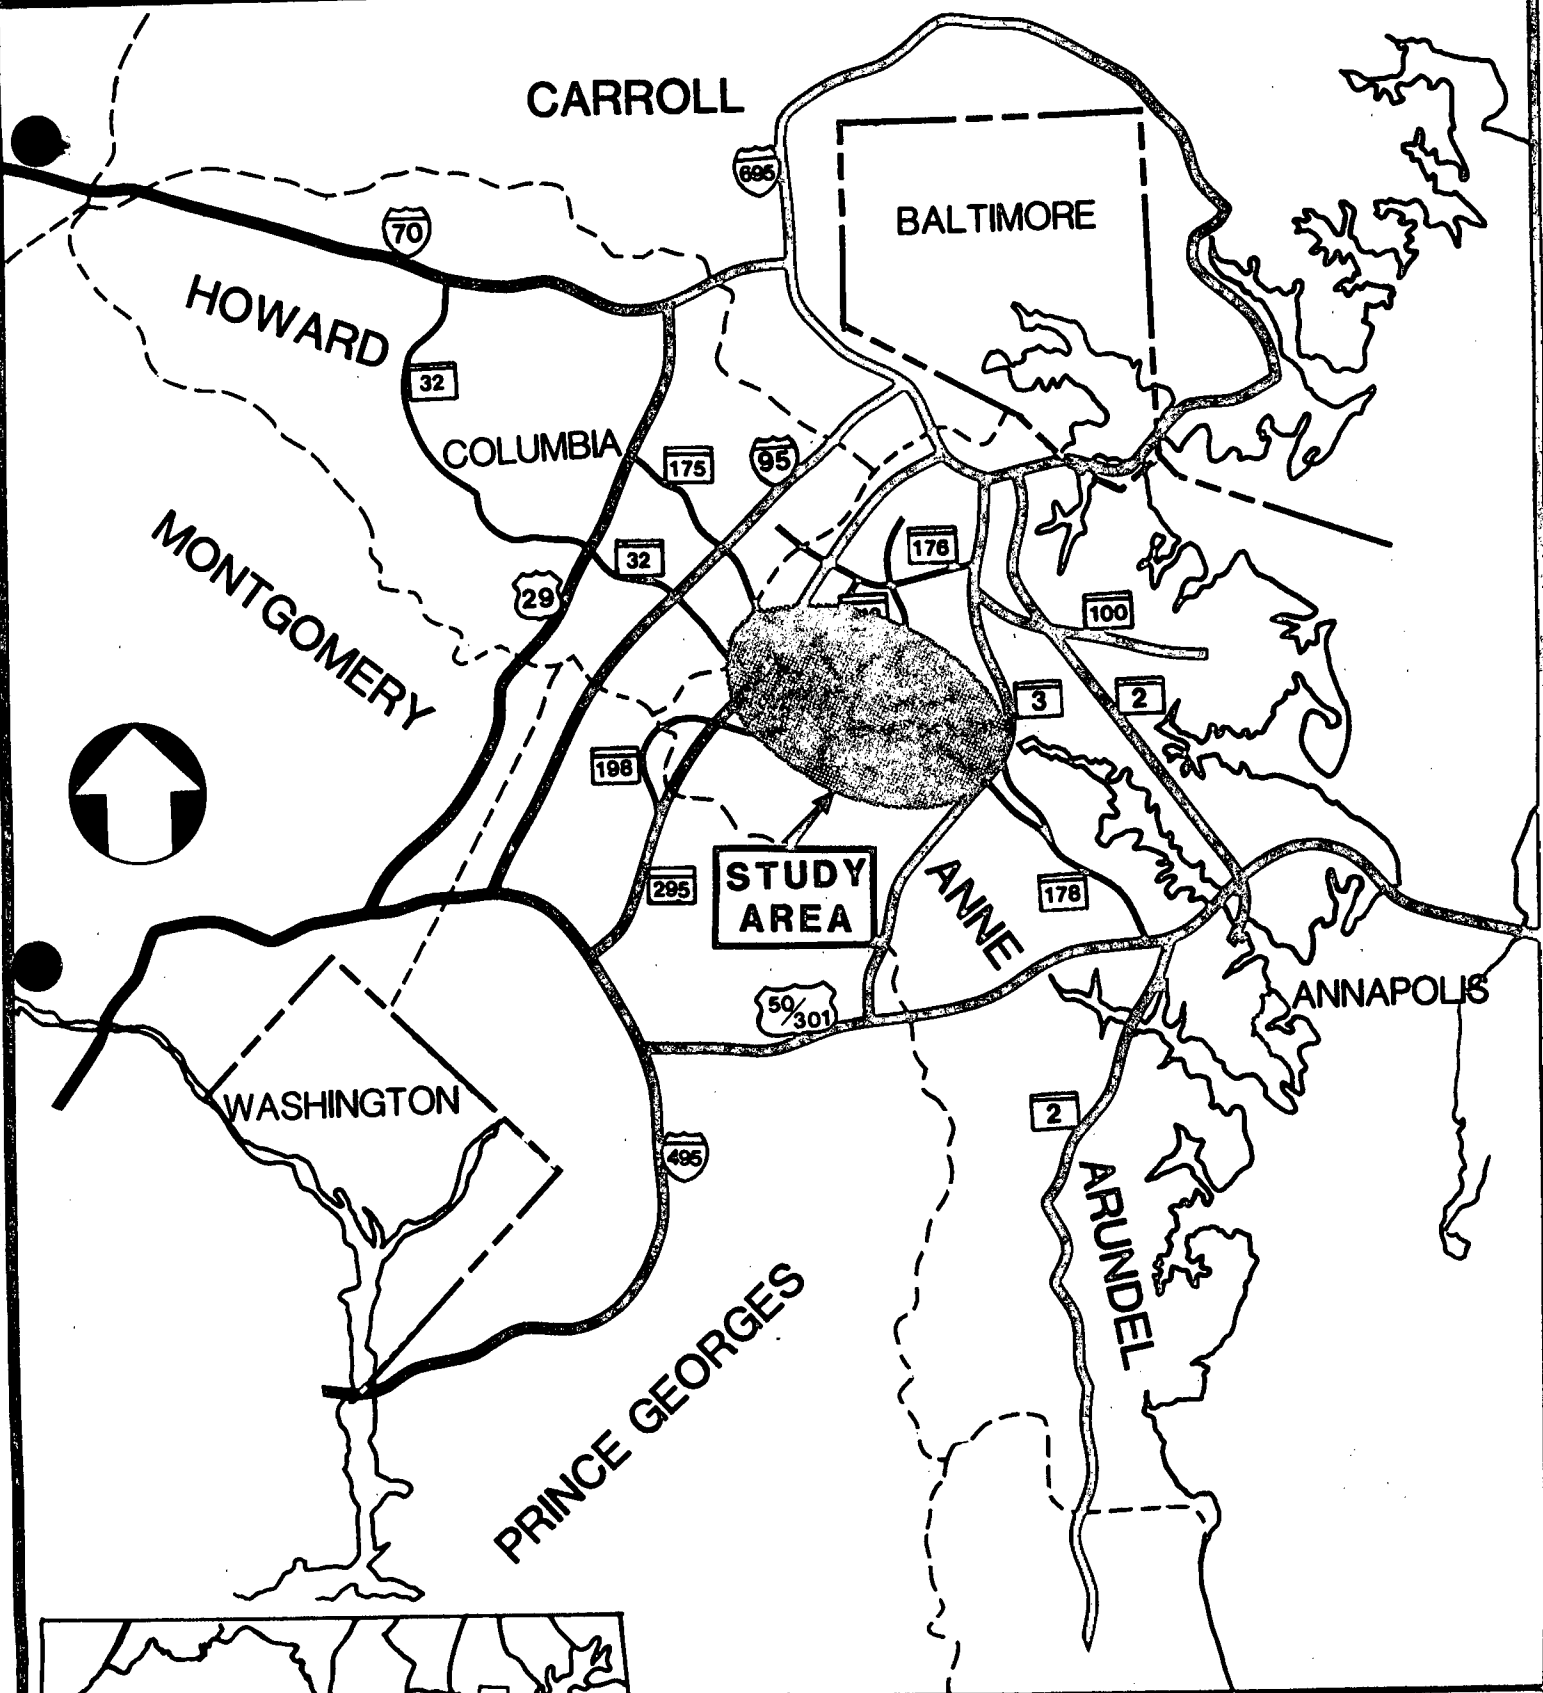 CARROLL
695
BALTIMORE
70
HOWARD
32
COLUMBIA
175
95
MONTGOMERY
32
176
29
100
3
2
198
STUDY
AREA
295
ANNE
178
ANNAPOLIS
50/301
WASHINGTON
2
495
ARUNDEL
PRINCE GEORGES